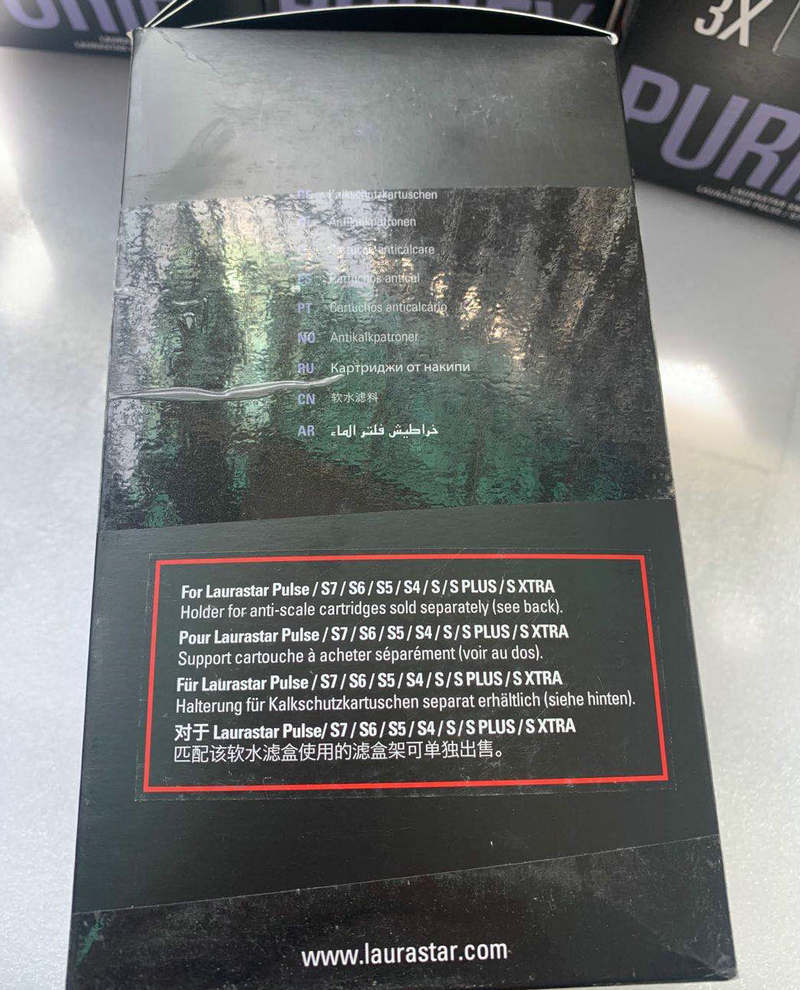 3X
PURI
DE Kalkschutzkartuschen
Antikalkpatronen
anticalcare
Cartuchos antical
PT Cartuchos anticalcário
NO Antikalkpatroner
RU Картриджи от накипи
CN 软水滤料
AR خراطيش فلتر الماء
For Laurastar Pulse / S7 / S6 / S5 / S4 / S / S PLUS / S XTRA
Holder for anti-scale cartridges sold separately (see back).
Pour Laurastar Pulse / S7 / S6 / S5 / S4 / S / S PLUS / S XTRA
Support cartouche à acheter séparément (voir au dos).
Für Laurastar Pulse / S7 / S6 / S5 / S4 / S / S PLUS / S XTRA
Halterung für Kalkschutzkartuschen separat erhältlich (siehe hinten).
对于 Laurastar Pulse/ S7 / S6 / S5 / S4 / S / S PLUS / S XTRA
匹配该软水滤盒使用的滤盒架可单独出售。
www.laurastar.com